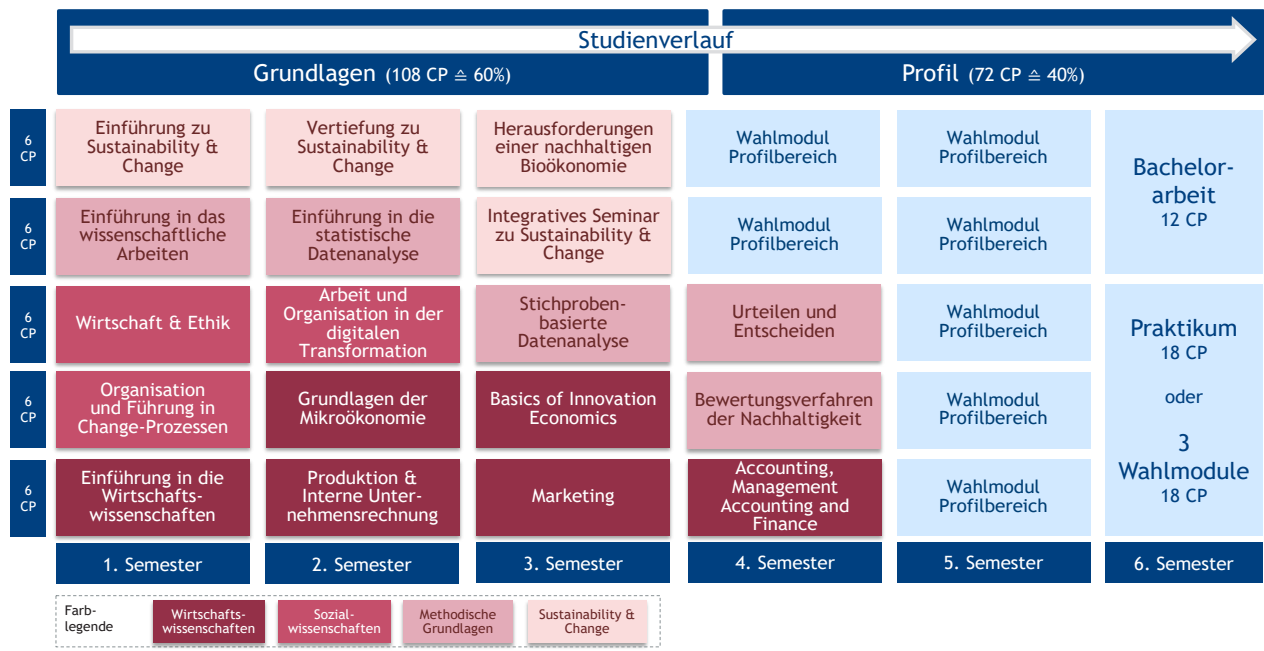 Studienverlauf
Grundlagen (108 CP ≙ 60%)
Profil (72 CP ≙ 40%)
6
CP
Einführung zu
Sustainability &
Change
Vertiefung zu
Sustainability &
Change
Herausforderungen
einer nachhaltigen
Bioökonomie
Wahlmodul
Profilbereich
Wahlmodul
Profilbereich
Bachelor-
arbeit
12 CP
6
CP
Einführung in das
wissenschaftliche
Arbeiten
Einführung in die
statistische
Datenanalyse
Integratives Seminar
zu Sustainability &
Change
Wahlmodul
Profilbereich
Wahlmodul
Profilbereich
6
CP
Wirtschaft & Ethik
Arbeit und
Organisation in der
digitalen
Transformation
Stichproben-
basierte
Datenanalyse
Urteilen und
Entscheiden
Wahlmodul
Profilbereich
Praktikum
18 CP
oder
3
Wahlmodule
18 CP
6
CP
Organisation
und Führung in
Change-Prozessen
Grundlagen der
Mikroökonomie
Basics of Innovation
Economics
Bewertungsverfahren
der Nachhaltigkeit
Wahlmodul
Profilbereich
6
CP
Einführung in die
Wirtschafts-
wissenschaften
Produktion &
Interne Unter-
nehmensrechnung
Marketing
Accounting,
Management
Accounting and
Finance
Wahlmodul
Profilbereich
1. Semester
2. Semester
3. Semester
4. Semester
5. Semester
6. Semester
Farb-
legende
Wirtschafts-
wissenschaften
Sozial-
wissenschaften
Methodische
Grundlagen
Sustainability &
Change